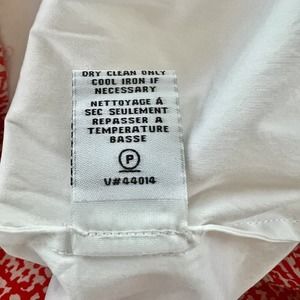 DRY CLEAN ONLY
COOL IRON IF
NECESSARY
NETTOYAGE Á
SEC SEULEMENT
REPASSER A
TEMPERATURE
BASSE
P
V#44014